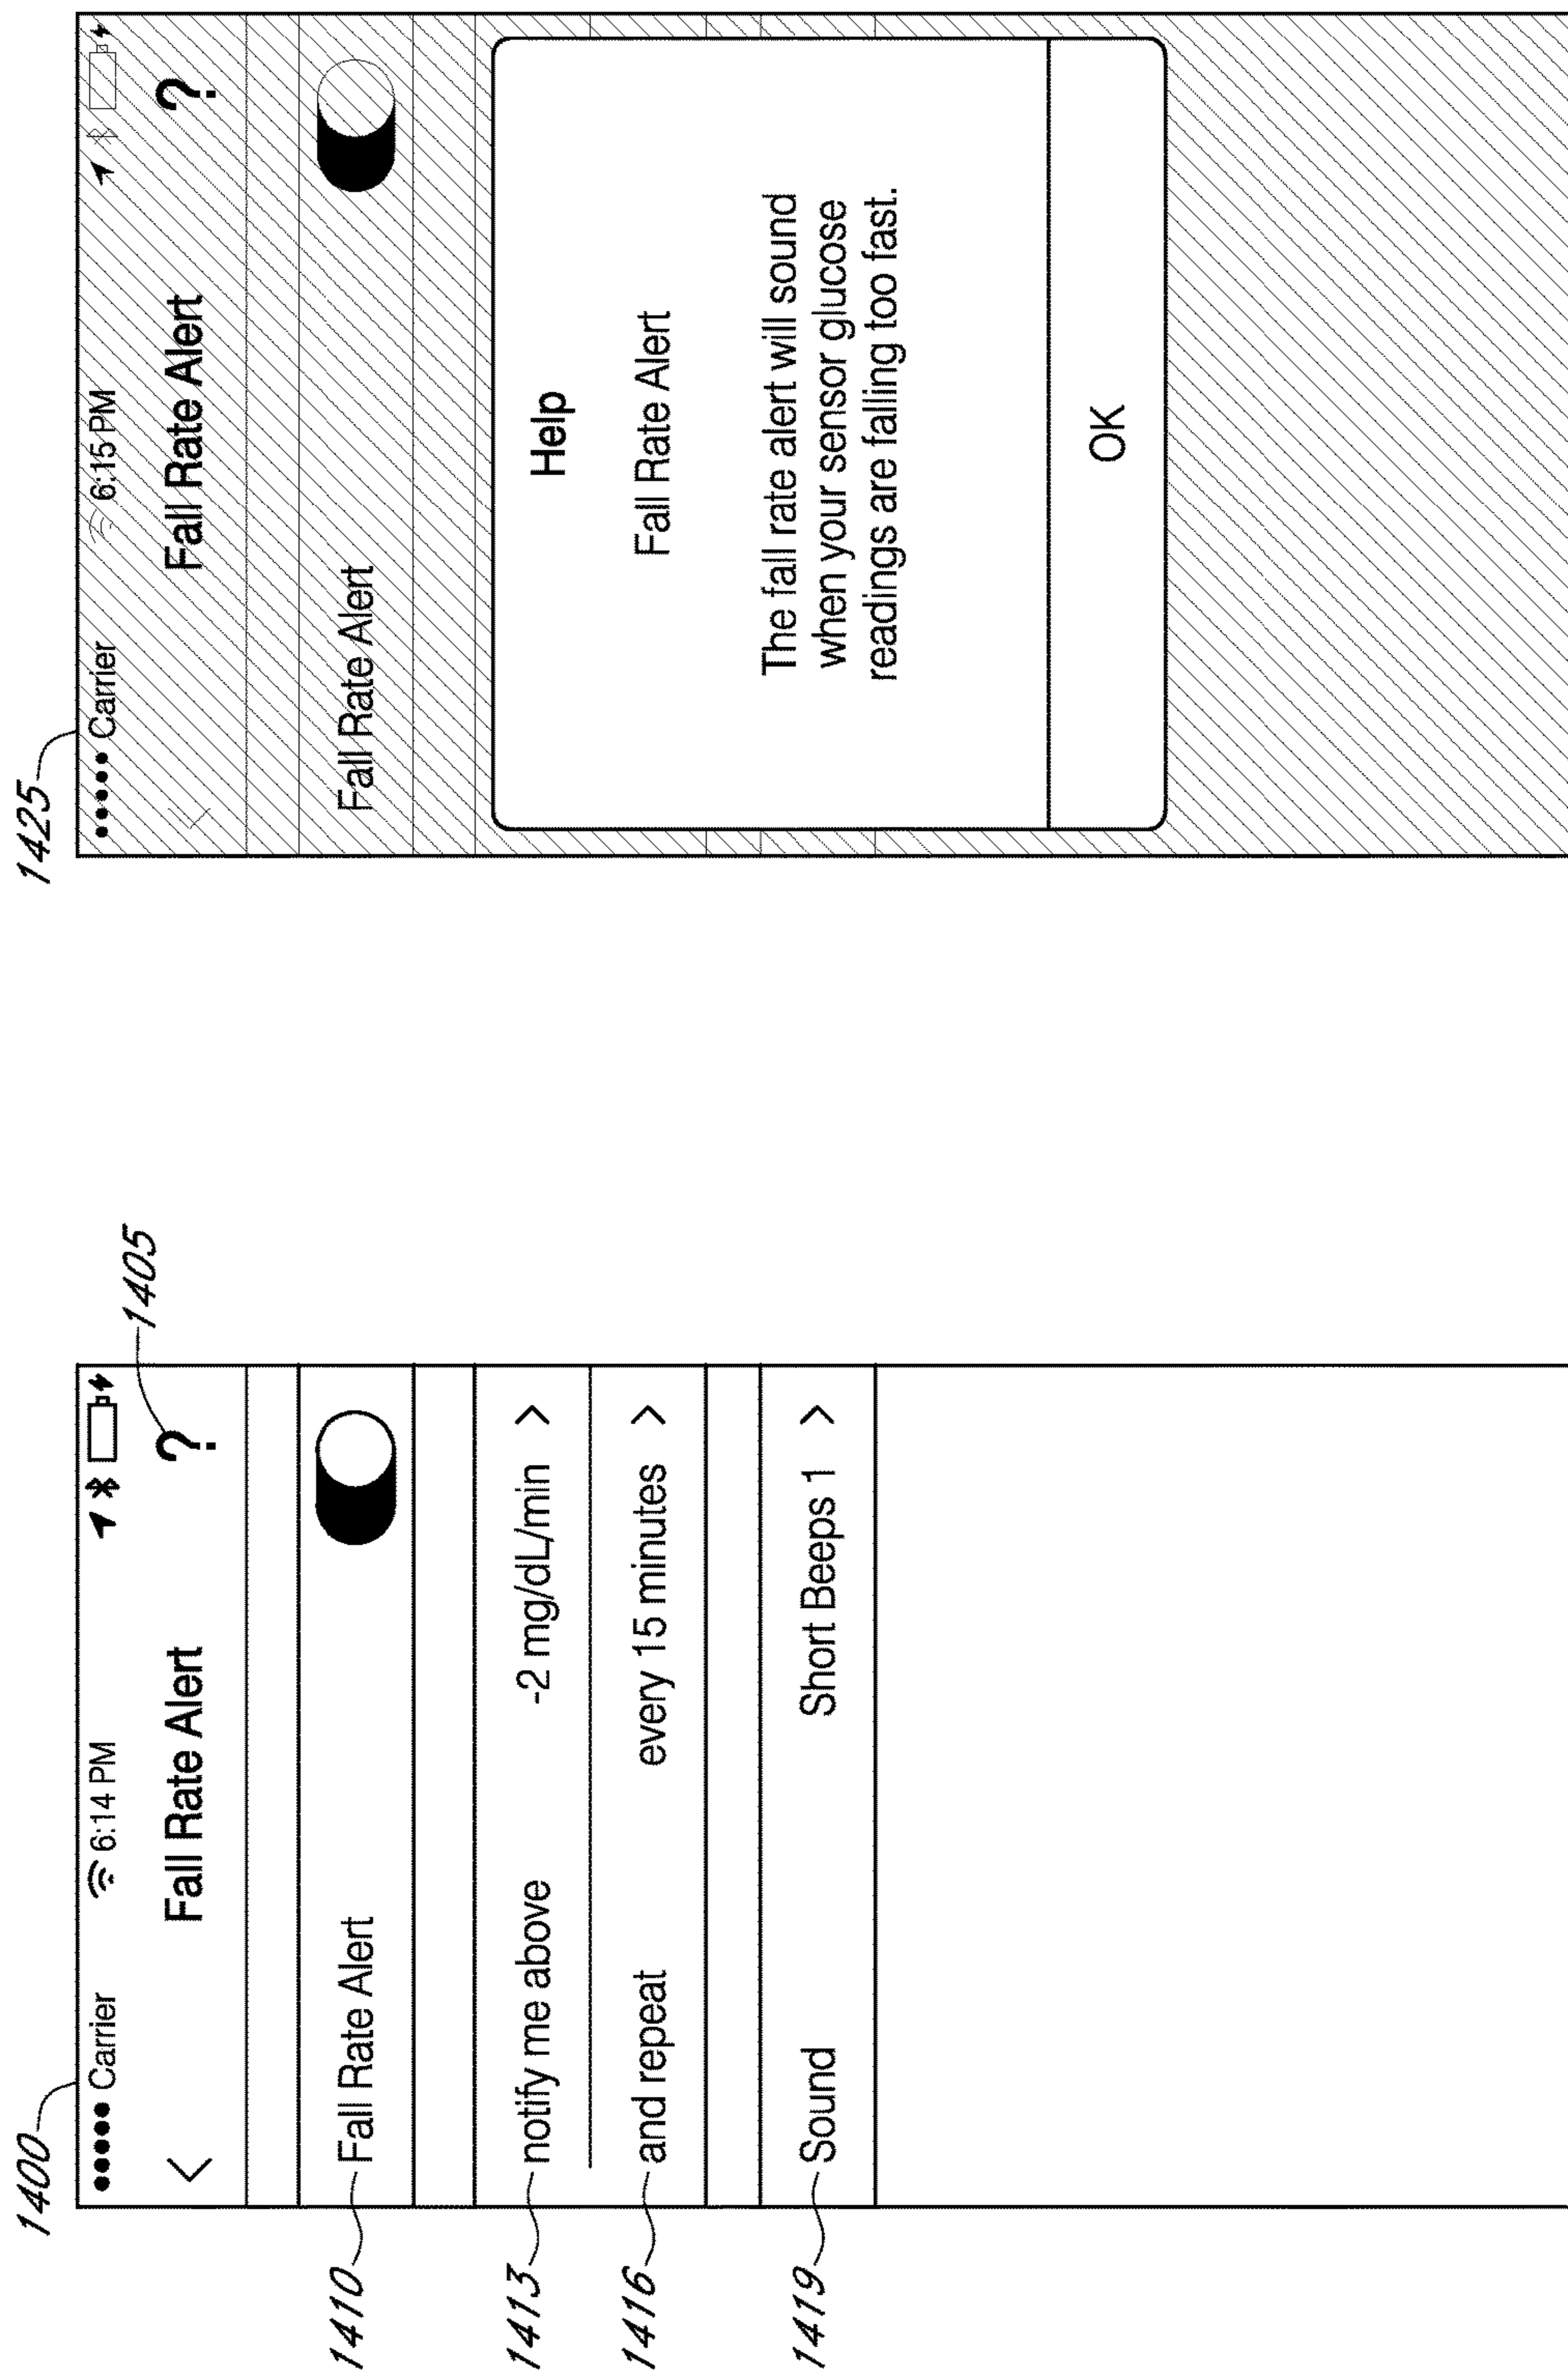 1400
Carrier 6:14 PM
1405
Fall Rate Alert ?
1410 Fall Rate Alert
1413 notify me above -2 mg/dL/min >
1416 and repeat every 15 minutes >
1419 Sound Short Beeps 1 >
1425
Carrier 6:15 PM
Fall Rate Alert ?
Fall Rate Alert
Help
Fall Rate Alert
The fall rate alert will sound
when your sensor glucose
readings are falling too fast.
OK